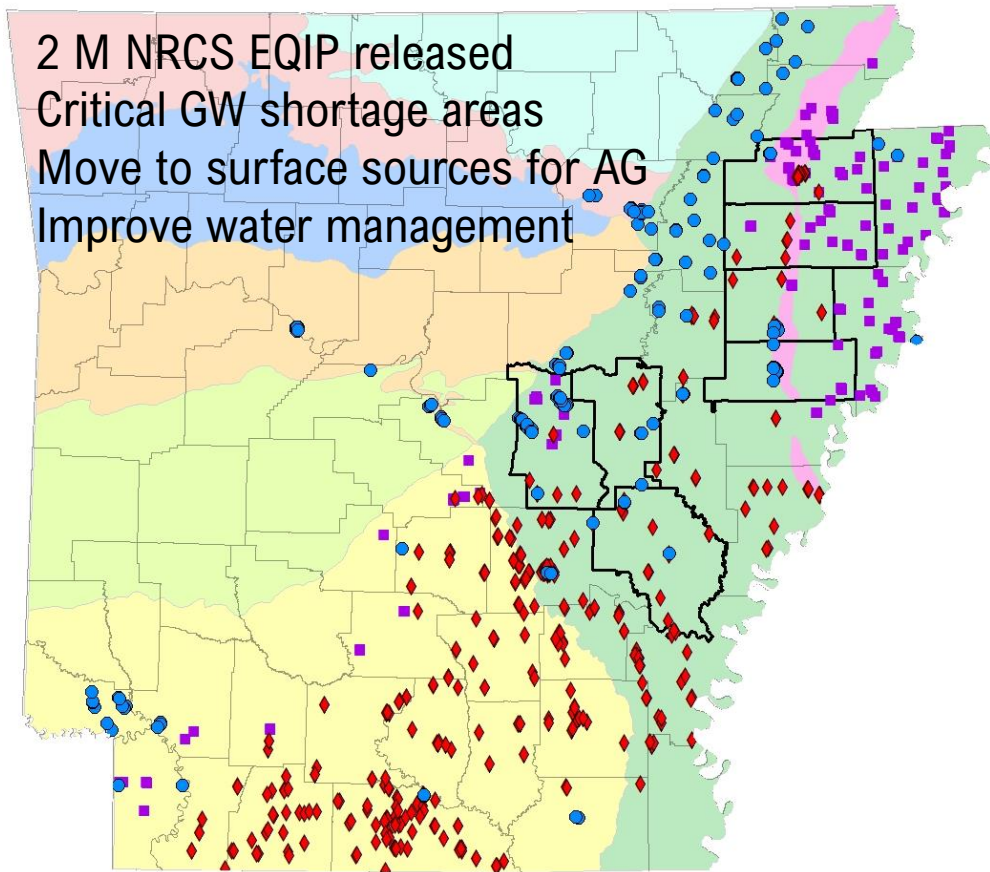 2 M NRCS EQIP released
Critical GW shortage areas
Move to surface sources for AG
Improve water management